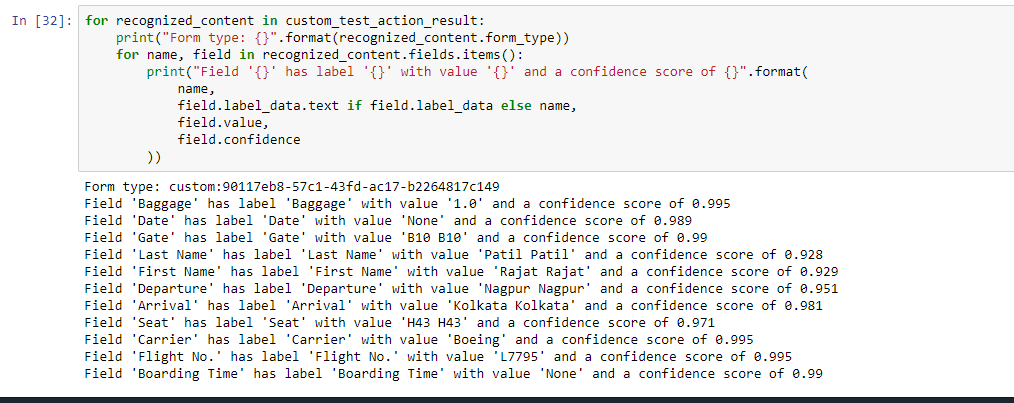 In [32]: for recognized_content in custom_test_action_result:
    print("Form type: {}".format(recognized_content.form_type))
    for name, field in recognized_content.fields.items():
        print("Field '{}' has label '{}' with value '{}' and a confidence score of {}".format(
            name,
            field.label_data.text if field.label_data else name,
            field.value,
            field.confidence
        ))
Form type: custom:90117eb8-57c1-43fd-ac17-b2264817c149
Field 'Baggage' has label 'Baggage' with value '1.0' and a confidence score of 0.995
Field 'Date' has label 'Date' with value 'None' and a confidence score of 0.989
Field 'Gate' has label 'Gate' with value 'B10 B10' and a confidence score of 0.99
Field 'Last Name' has label 'Last Name' with value 'Patil Patil' and a confidence score of 0.928
Field 'First Name' has label 'First Name' with value 'Rajat Rajat' and a confidence score of 0.929
Field 'Departure' has label 'Departure' with value 'Nagpur Nagpur' and a confidence score of 0.951
Field 'Arrival' has label 'Arrival' with value 'Kolkata Kolkata' and a confidence score of 0.981
Field 'Seat' has label 'Seat' with value 'H43 H43' and a confidence score of 0.971
Field 'Carrier' has label 'Carrier' with value 'Boeing' and a confidence score of 0.995
Field 'Flight No.' has label 'Flight No.' with value 'L7795' and a confidence score of 0.995
Field 'Boarding Time' has label 'Boarding Time' with value 'None' and a confidence score of 0.99